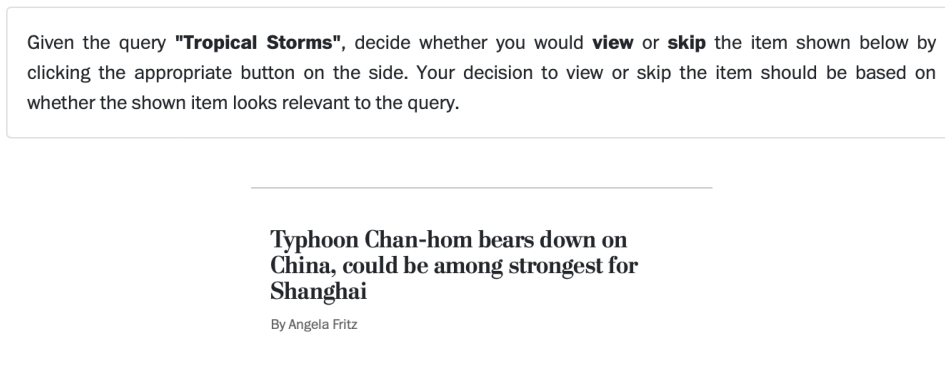 Given the query "Tropical Storms", decide whether you would view or skip the item shown below by
clicking the appropriate button on the side. Your decision to view or skip the item should be based on
whether the shown item looks relevant to the query.
Typhoon Chan-hom bears down on
China, could be among strongest for
Shanghai
By Angela Fritz